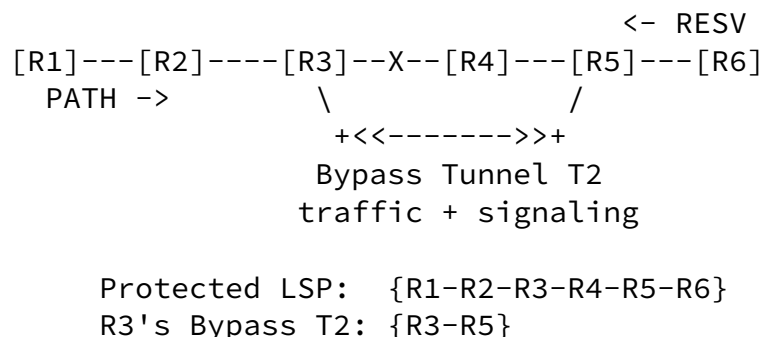 <- RESV
[R1]---[R2]----[R3]--X--[R4]---[R5]---[R6]
PATH -> \ /
+<<------->>+
Bypass Tunnel T2
traffic + signaling
Protected LSP: {R1-R2-R3-R4-R5-R6}
R3's Bypass T2: {R3-R5}